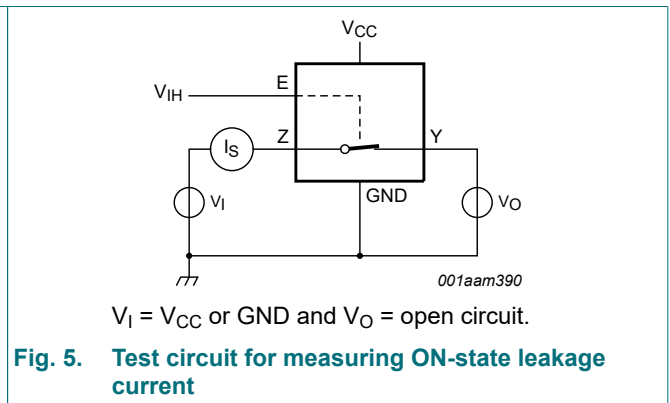 VCC
VIH
E
IS
Z
Y
VI
GND
VO
001aam390
VI = VCC or GND and VO = open circuit.
Fig. 5. Test circuit for measuring ON-state leakage
current